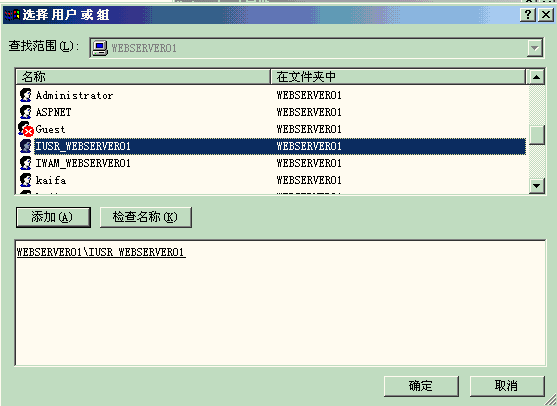 选择 用户 或 组
查找范围(L): WEBSERVER01
名称 在文件夹中
Administrator WEBSERVER01
ASPNET WEBSERVER01
Guest WEBSERVER01
IUSR_WEBSERVER01 WEBSERVER01
IWAM_WEBSERVER01 WEBSERVER01
kaifa WEBSERVER01
添加(A) 检查名称(K)
WEBSERVER01\IUSR_WEBSERVER01
确定 取消